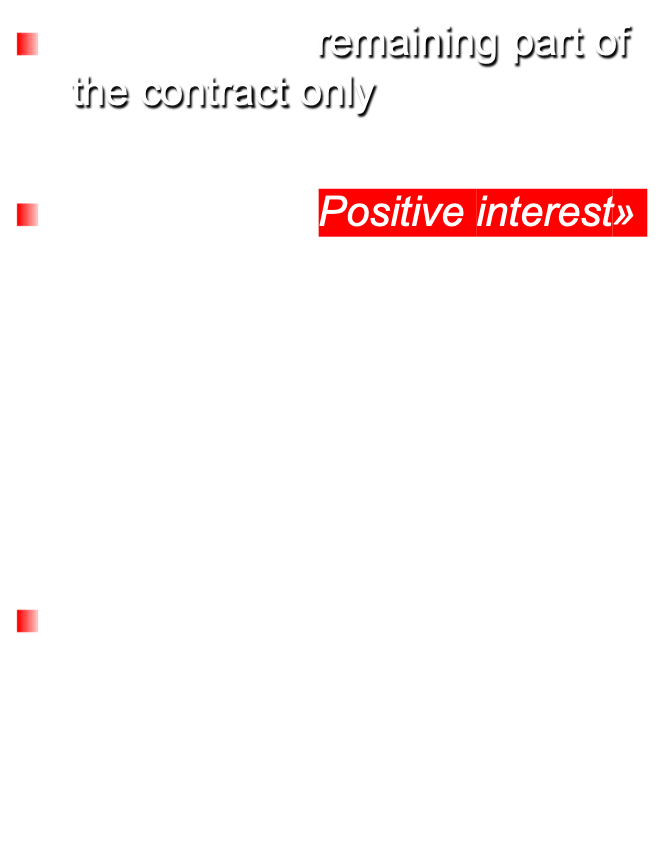 remaining part of
the contract only
Positive interest»